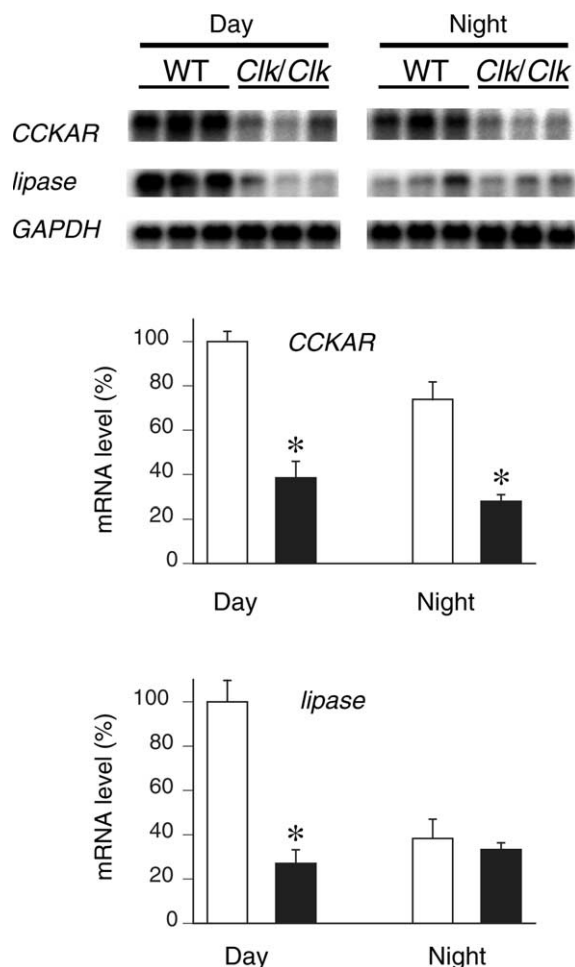 Day Night
WT Clk/Clk WT Clk/Clk
CCKAR
lipase
GAPDH
CCKAR
mRNA level (%)
100
80
60
40
20
0
*
*
Day Night
lipase
mRNA level (%)
100
80
60
40
20
0
*
Day Night